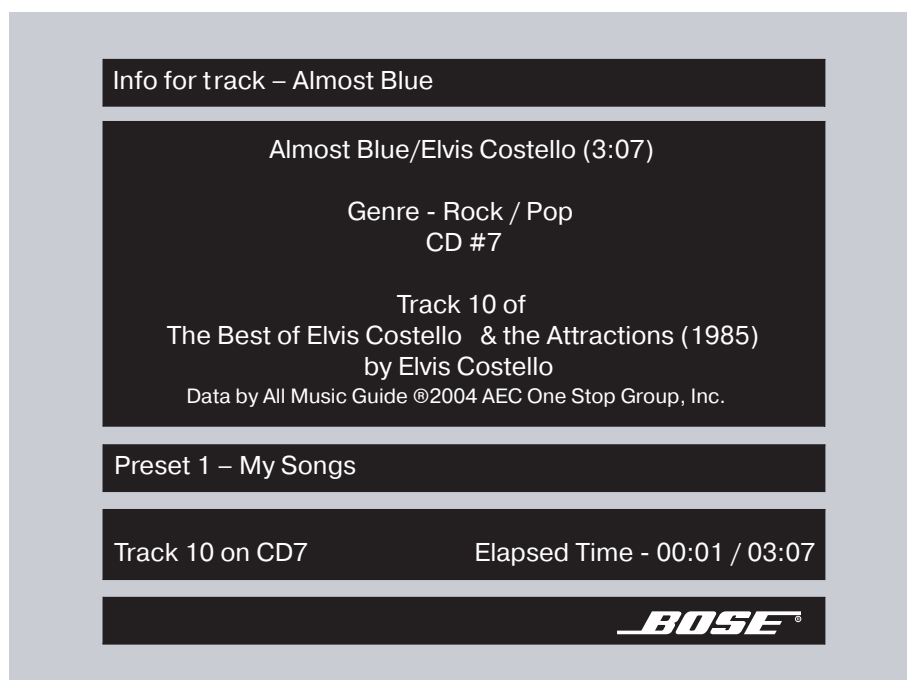 Info for track – Almost Blue
Almost Blue/Elvis Costello (3:07)
Genre - Rock / Pop
CD #7
Track 10 of
The Best of Elvis Costello & the Attractions (1985)
by Elvis Costello
Data by All Music Guide ®2004 AEC One Stop Group, Inc.
Preset 1 – My Songs
Track 10 on CD7 Elapsed Time - 00:01 / 03:07
BOSE®